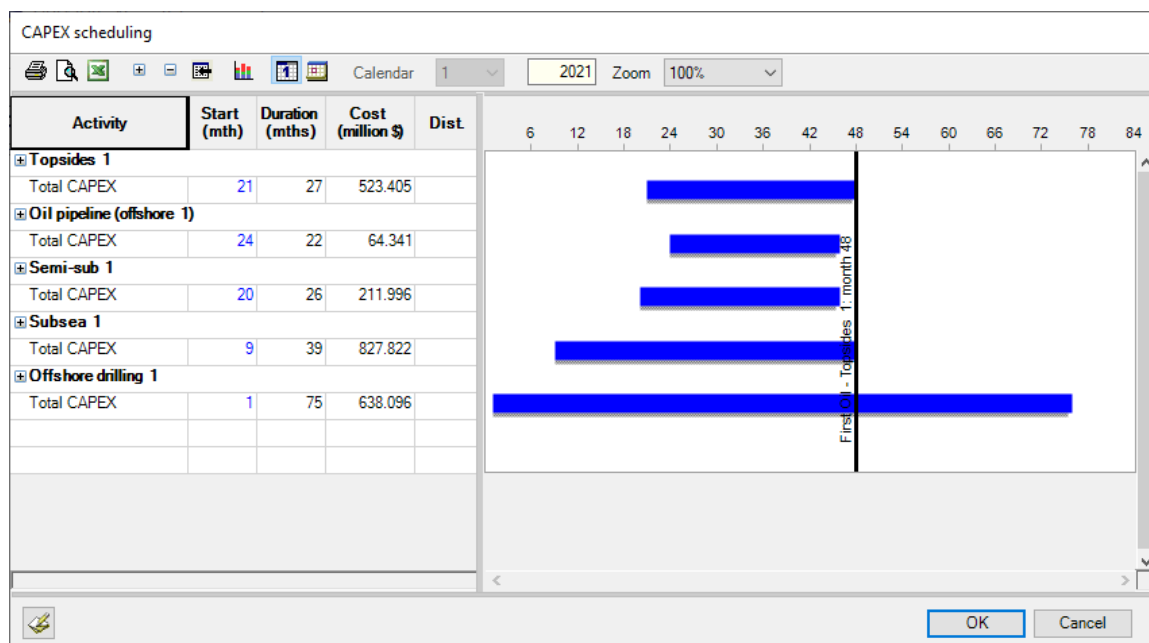 CAPEX scheduling
Calendar 1 2021 Zoom 100%
Activity Start (mth) Duration (mths) Cost (million $) Dist.
6 12 18 24 30 36 42 48 54 60 66 72 78 84
Topsides 1
Total CAPEX 21 27 523.405
Oil pipeline (offshore 1)
Total CAPEX 24 22 64.341
Semi-sub 1
Total CAPEX 20 26 211.996
Subsea 1
Total CAPEX 9 39 827.822
Offshore drilling 1
Total CAPEX 1 75 638.096
First Oil - Topsides 1: month 48
OK Cancel